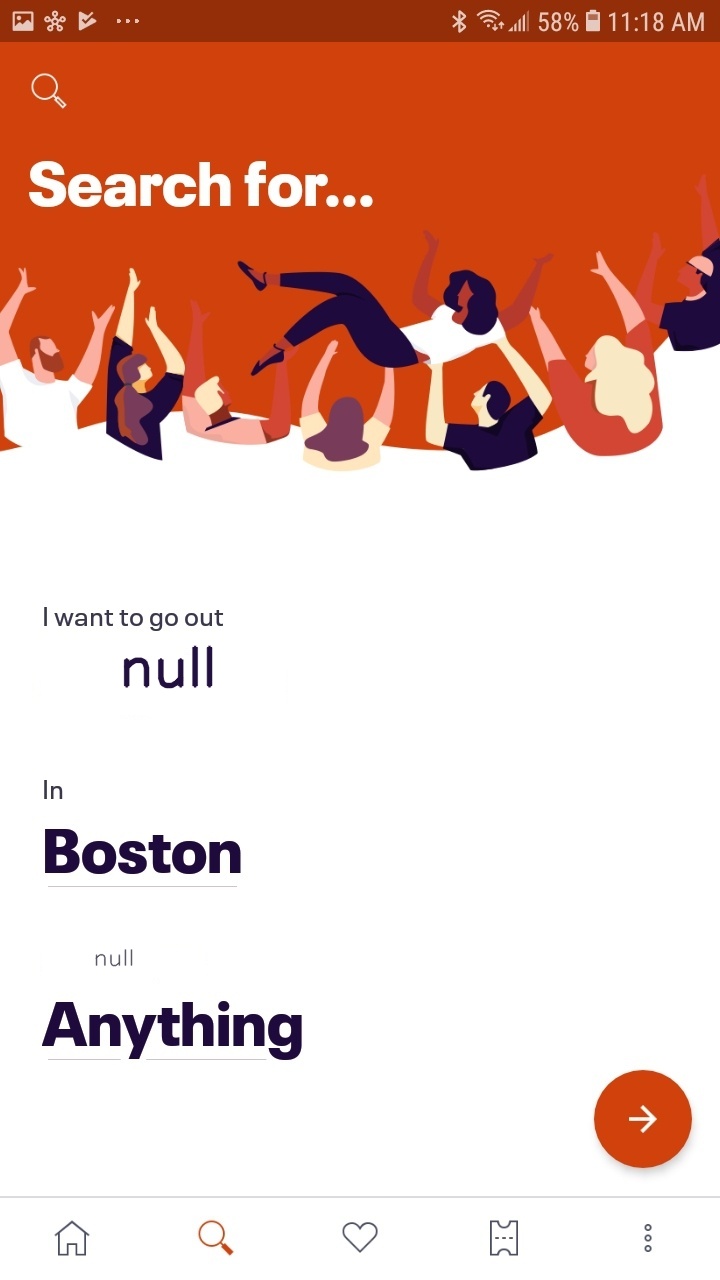 58% 11:18 AM
Search for...
I want to go out
null
In
Boston
null
Anything